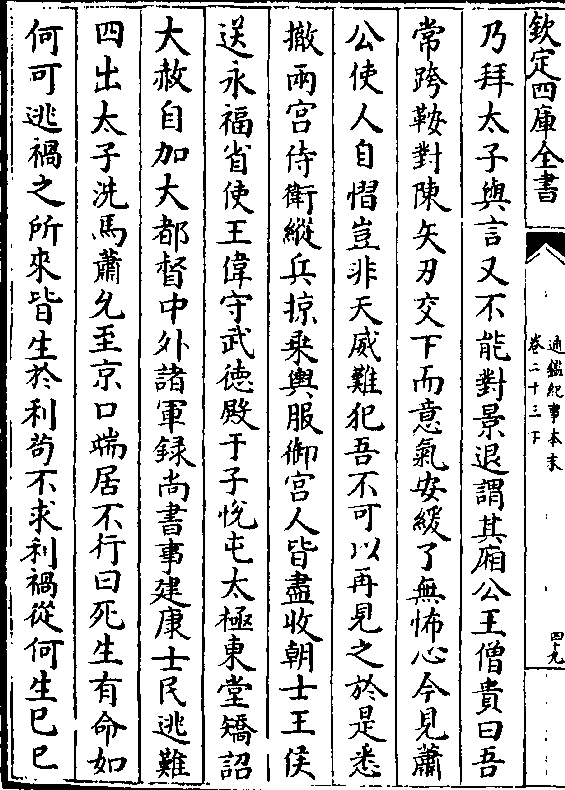 欽定四庫全書
通鑑紀事本末
卷二十三下
四十九
乃拜太子與言又不能對景退謂其廂公王僧貴曰吾
常跨鞍對陳矢刃交下而意氣安緩了無怖心今見蕭
公使人自慴豈非天威難犯吾不可以再見之於是悉
撤兩宫侍衛縱兵掠乘輿服御宫人皆盡收朝士王侯
送永福省使王偉守武德殿于子悅屯太極東堂矯詔
大赦自加大都督中外諸軍録尚書事建康士民逃難
四出太子洗馬蕭允至京口端居不行曰死生有命如
何可逃禍之所來皆生於利茍不求利禍從何生已巳